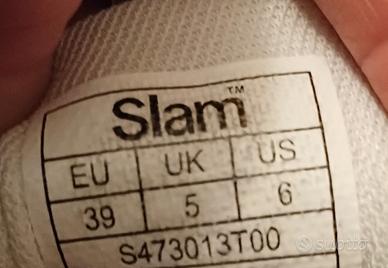 Slam™
EU UK US
39 5 6
S473013T00
subito